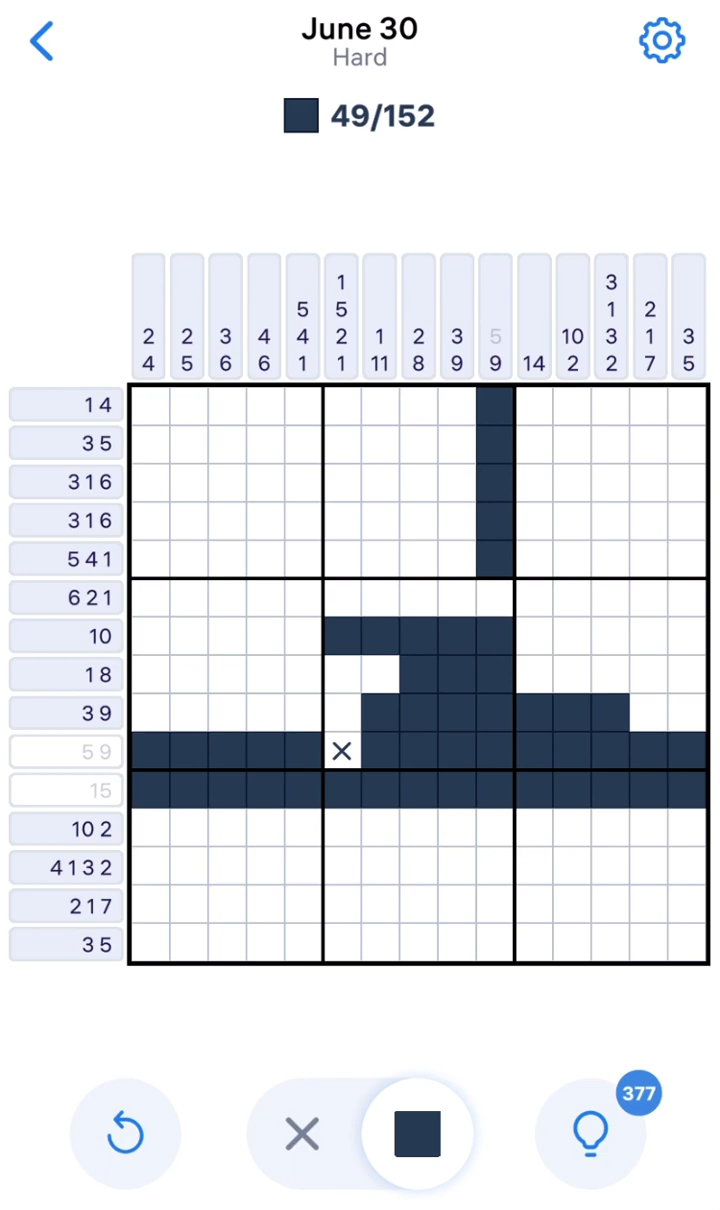 June 30
Hard
49/152
1 3
5 3 1
2 2 3 4 5 5 2 1 2 3 5 10 1 2 3
4 5 6 6 4 1 11 8 9 9 14 2 3 7 5
1 1 2
1 4
3 5
3 1 6
3 1 6
5 4 1
6 2 1
10
1 8
3 9
5 9
15
10 2
4 1 3 2
2 1 7
3 5
377